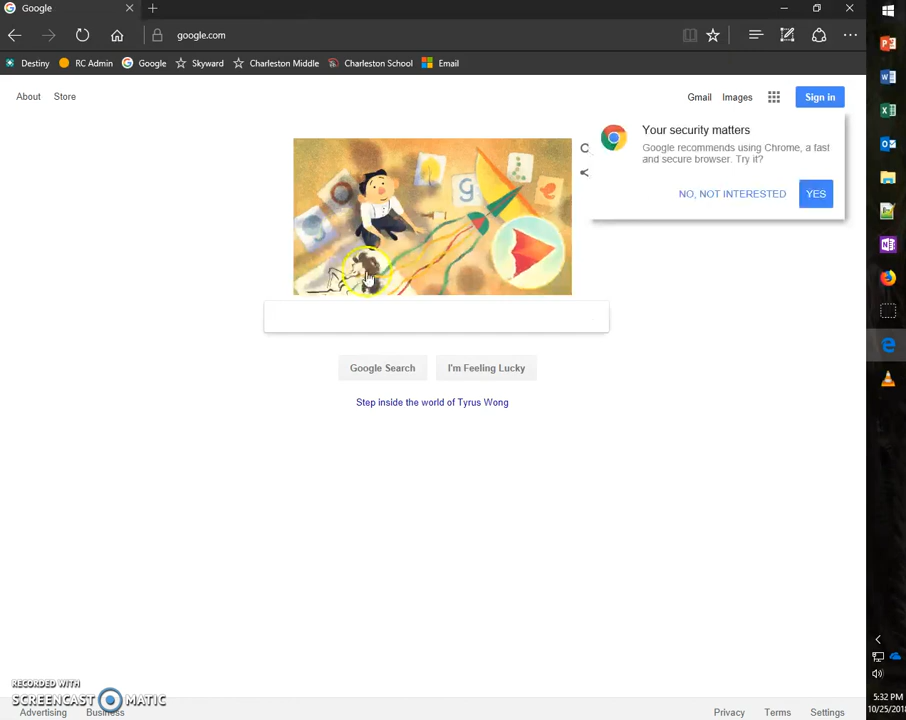 Google
google.com
Destiny RC Admin Google Skyward Charleston Middle Charleston School Email
About Store
Gmail Images Sign in
Your security matters
Google recommends using Chrome, a fast
and secure browser. Try it?
NO, NOT INTERESTED YES
Google Search I'm Feeling Lucky
Step inside the world of Tyrus Wong
RECORDED WITH
SCREENCAST MATIC
Advertising Business
Privacy Terms Settings
5:32 PM